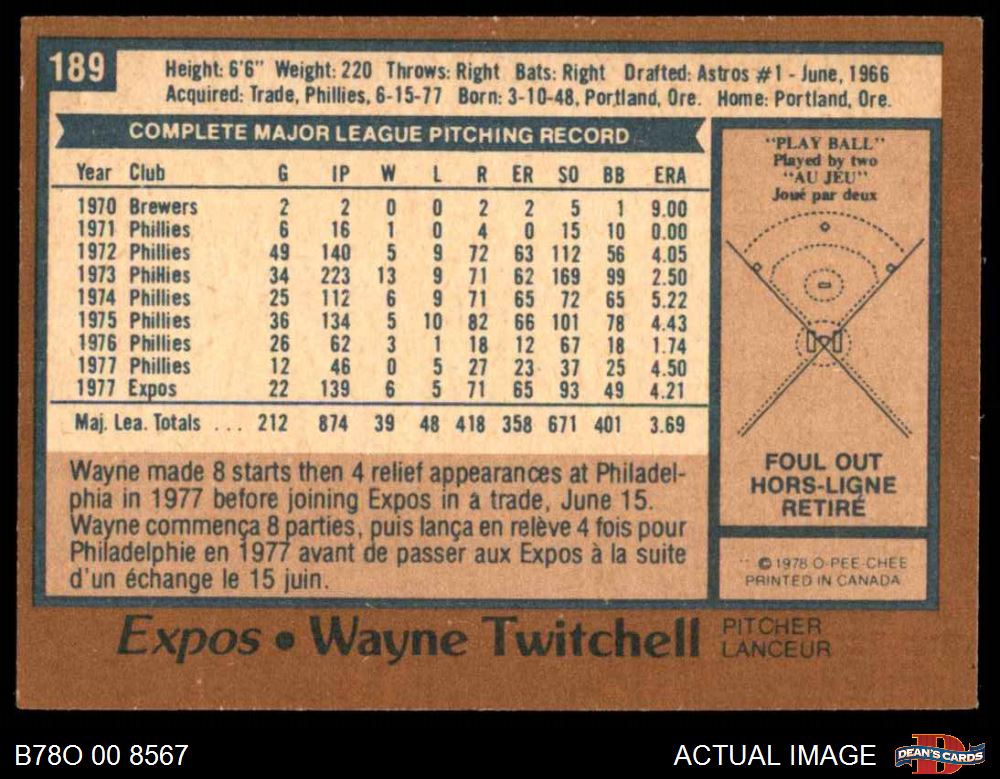 189
Height: 6'6" Weight: 220 Throws: Right Bats: Right Drafted: Astros #1 - June, 1966
Acquired: Trade, Phillies, 6-15-77 Born: 3-10-48, Portland, Ore. Home: Portland, Ore.
COMPLETE MAJOR LEAGUE PITCHING RECORD
Year Club G IP W L R ER SO BB ERA
1970 Brewers 2 2 0 0 2 2 5 1 9.00
1971 Phillies 6 16 1 0 4 0 15 10 0.00
1972 Phillies 49 140 5 9 72 63 112 56 4.05
1973 Phillies 34 223 13 9 71 62 169 99 2.50
1974 Phillies 25 112 6 9 71 65 72 65 5.22
1975 Phillies 36 134 5 10 82 66 101 78 4.43
1976 Phillies 26 62 3 1 18 12 67 18 1.74
1977 Phillies 12 46 0 5 27 23 37 25 4.50
1977 Expos 22 139 6 5 71 65 93 49 4.21
Maj. Lea. Totals ... 212 874 39 48 418 358 671 401 3.69
Wayne made 8 starts then 4 relief appearances at Philadel-
phia in 1977 before joining Expos in a trade, June 15.
Wayne commença 8 parties, puis lança en relève 4 fois pour
Philadelphie en 1977 avant de passer aux Expos à la suite
d'un échange le 15 juin.
"PLAY BALL"
Played by two
"AU JEU"
Joué par deux
FOUL OUT
HORS-LIGNE
RETIRÉ
© 1978 O-PEE-CHEE
PRINTED IN CANADA
Expos • Wayne Twitchell
PITCHER
LANCEUR
B78O 00 8567
ACTUAL IMAGE
D
DEAN'S CARDS